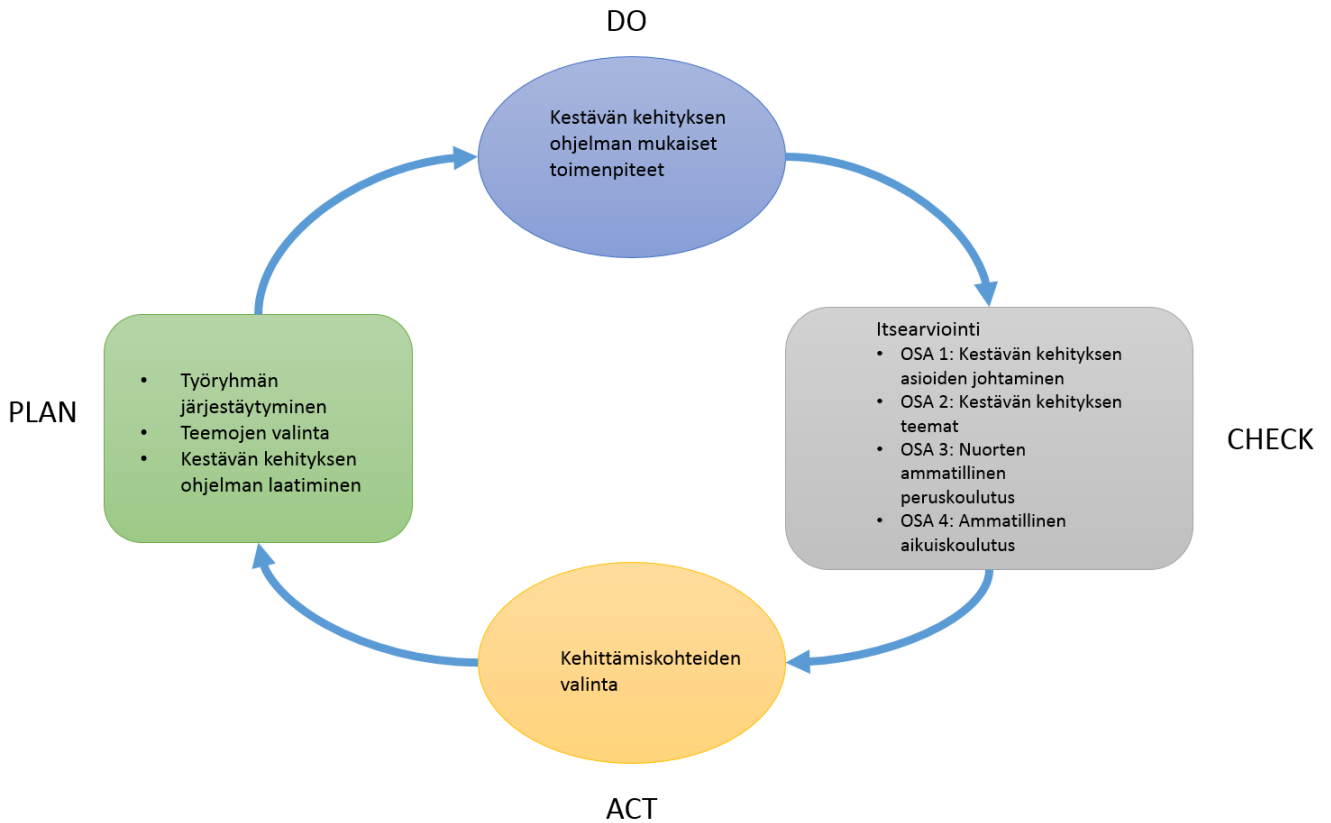 DO
Kestävän kehityksen
ohjelman mukaiset
toimenpiteet
PLAN
• Työryhmän
järjestäytyminen
• Teemojen valinta
• Kestävän kehityksen
ohjelman laatiminen
Itsearviointi
• OSA 1: Kestävän kehityksen
asioiden johtaminen
• OSA 2: Kestävän kehityksen
teemat
• OSA 3: Nuorten
ammatillinen
peruskoulutus
• OSA 4: Ammatillinen
aikuiskoulutus
CHECK
Kehittämiskohteiden
valinta
ACT